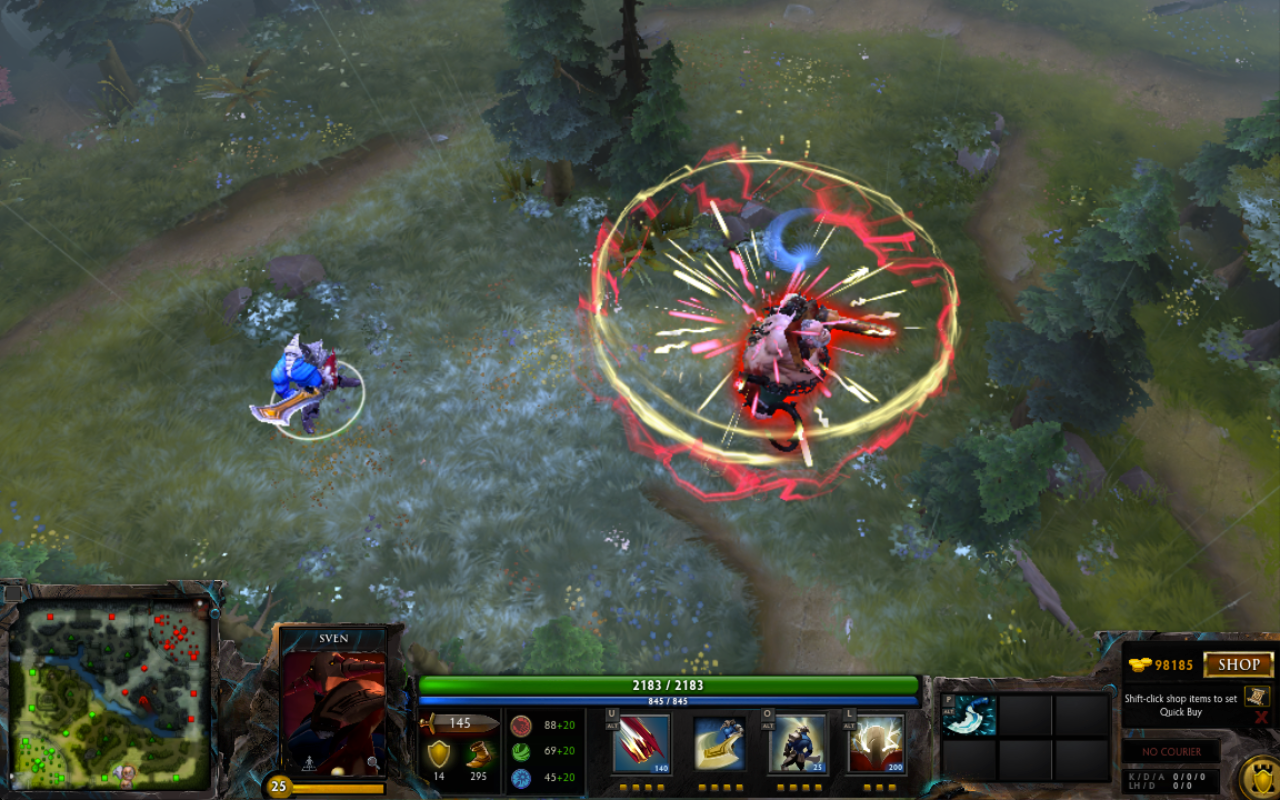 SVEN
25
2183 / 2183
845 / 845
145
14
295
88+20
69+20
45+20
U
ALT
140
O
ALT
25
L
ALT
200
ALT
98185
SHOP
Shift-click shop items to set
Quick Buy
NO COURIER
K / D / A 0 / 0 / 0
LH / D 0 / 0